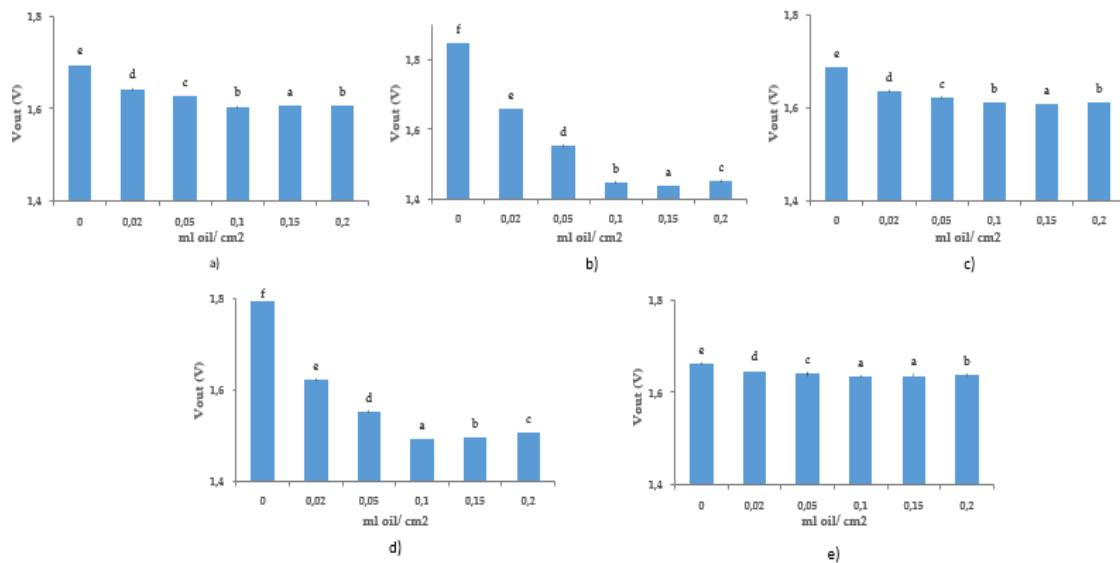 1,8
e
d
c
b
a
b
1,6
1,4
Vout (V)
0
0,02
0,05
0,1
0,15
0,2
ml oil/ cm2
a)
f
1,8
e
d
b
a
c
1,6
1,4
Vout (V)
0
0,02
0,05
0,1
0,15
0,2
ml oil/ cm2
b)
1,8
e
d
c
b
a
b
1,6
1,4
Vout (V)
0
0,02
0,05
0,1
0,15
0,2
ml oil/ cm2
c)
f
1,8
e
d
a
b
c
1,6
1,4
Vout (V)
0
0,02
0,05
0,1
0,15
0,2
ml oil/ cm2
d)
1,8
e
d
c
a
a
b
1,6
1,4
Vout (V)
0
0,02
0,05
0,1
0,15
0,2
ml oil/ cm2
e)